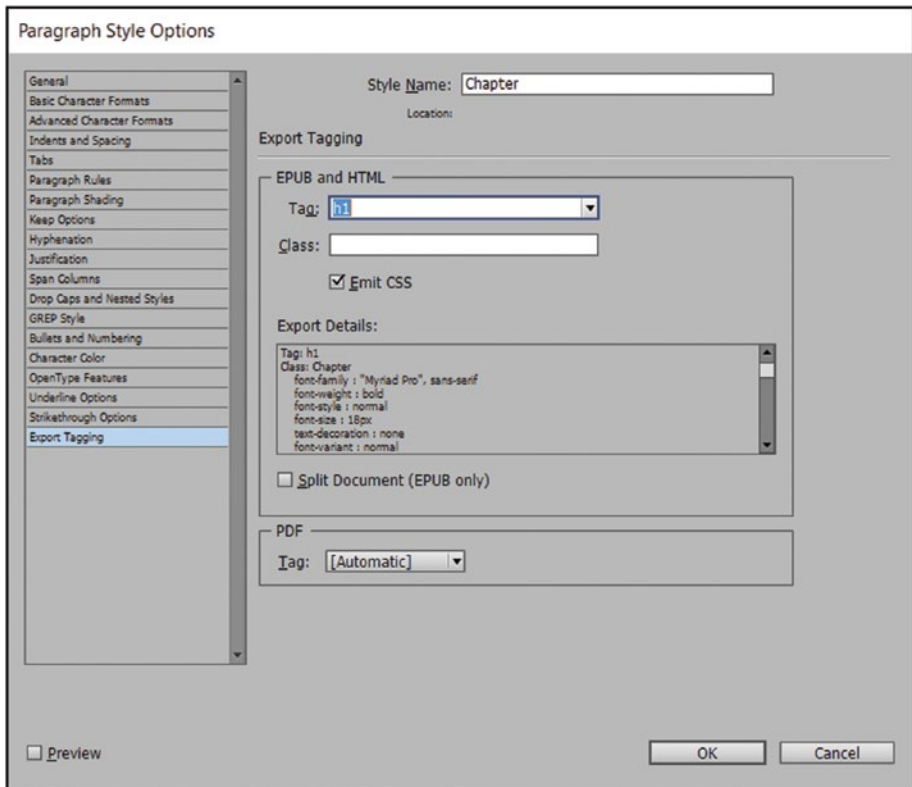 Paragraph Style Options
General
Basic Character Formats
Advanced Character Formats
Indents and Spacing
Tabs
Paragraph Rules
Paragraph Shading
Keep Options
Hyphenation
Justification
Span Columns
Drop Caps and Nested Styles
GREP Style
Bullets and Numbering
Character Color
OpenType Features
Underline Options
Strikethrough Options
Export Tagging
Style Name: Chapter
Location:
Export Tagging
EPUB and HTML
Tag: h1
Class:
Emit CSS
Export Details:
Tag: h1
Class: Chapter
font-family : "Myriad Pro", sans-serif
font-weight : bold
font-style : normal
font-size : 18px
text-decoration : none
font-variant : normal
Split Document (EPUB only)
PDF
Tag: [Automatic]
Preview
OK
Cancel